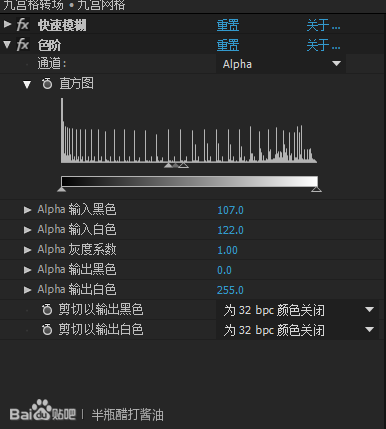 九宫格转场 • 九宫网格
fx 快速模糊 重置 关于...
fx 色阶 重置 关于...
通道: Alpha
直方图
Alpha 输入黑色 107.0
Alpha 输入白色 122.0
Alpha 灰度系数 1.00
Alpha 输出黑色 0.0
Alpha 输出白色 255.0
剪切以输出黑色 为 32 bpc 颜色关闭
剪切以输出白色 为 32 bpc 颜色关闭
Bai du 贴吧 | 半瓶醋打酱油